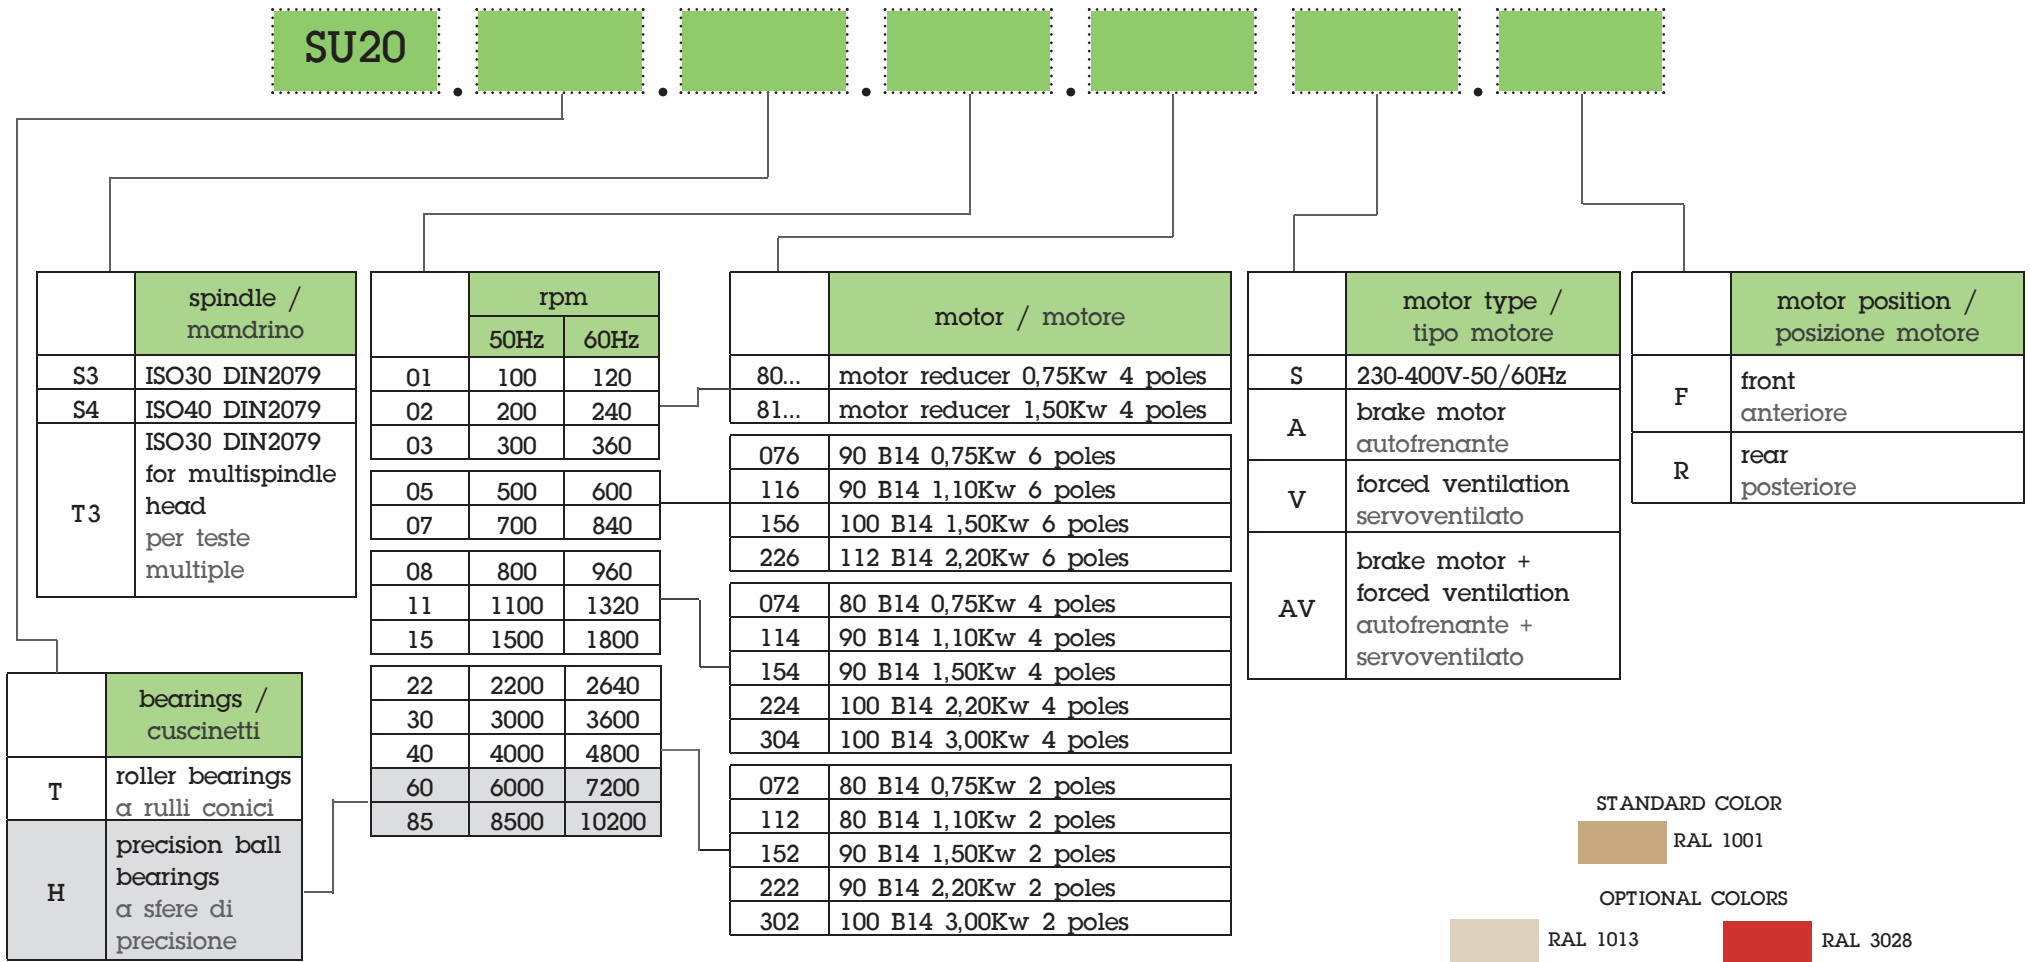 SU20 . . . . .
spindle /
mandrino
S3 ISO30 DIN2079
S4 ISO40 DIN2079
T3 ISO30 DIN2079
for multispindle
head
per teste
multiple
bearings /
cuscinetti
T roller bearings
a rulli conici
H precision ball
bearings
a sfere di
precisione
rpm
50Hz 60Hz
01 100 120
02 200 240
03 300 360
05 500 600
07 700 840
08 800 960
11 1100 1320
15 1500 1800
22 2200 2640
30 3000 3600
40 4000 4800
60 6000 7200
85 8500 10200
motor / motore
80... motor reducer 0,75Kw 4 poles
81... motor reducer 1,50Kw 4 poles
076 90 B14 0,75Kw 6 poles
116 90 B14 1,10Kw 6 poles
156 100 B14 1,50Kw 6 poles
226 112 B14 2,20Kw 6 poles
074 80 B14 0,75Kw 4 poles
114 90 B14 1,10Kw 4 poles
154 90 B14 1,50Kw 4 poles
224 100 B14 2,20Kw 4 poles
304 100 B14 3,00Kw 4 poles
072 80 B14 0,75Kw 2 poles
112 80 B14 1,10Kw 2 poles
152 90 B14 1,50Kw 2 poles
222 90 B14 2,20Kw 2 poles
302 100 B14 3,00Kw 2 poles
motor type /
tipo motore
S 230-400V-50/60Hz
A brake motor
autofrenante
V forced ventilation
servoventilato
AV brake motor +
forced ventilation
autofrenante +
servoventilato
motor position /
posizione motore
F front
anteriore
R rear
posteriore
STANDARD COLOR
RAL 1001
OPTIONAL COLORS
RAL 1013 RAL 3028